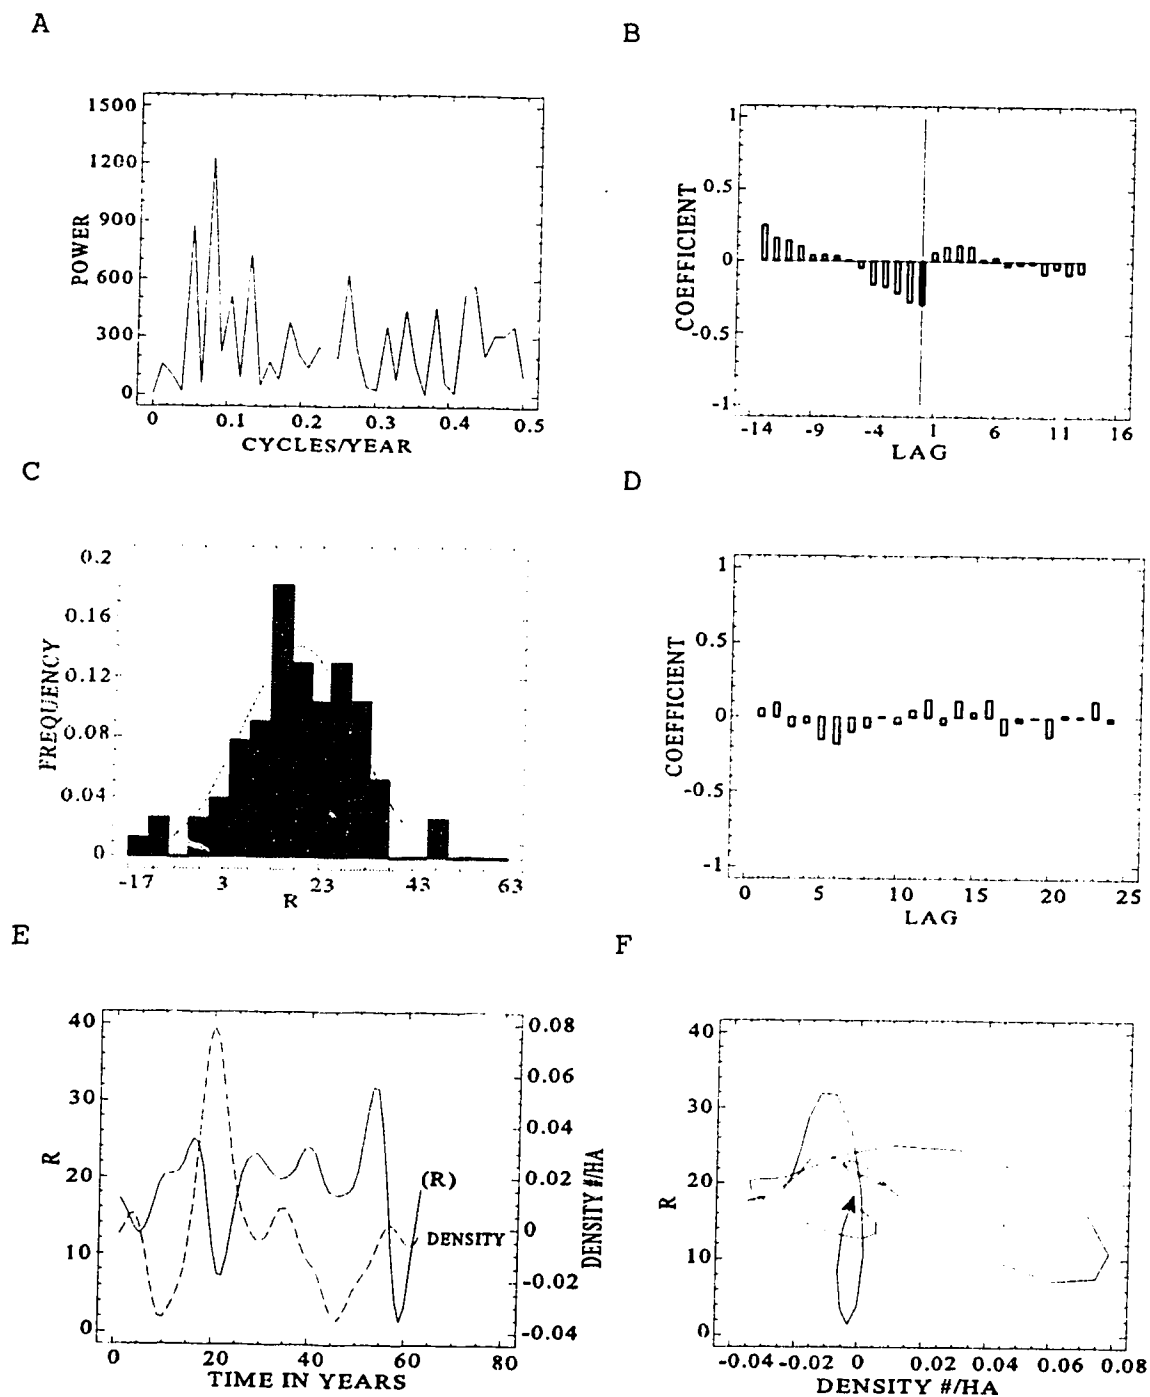 A
B
1500
1200
900
600
300
0
POWER
0 0.1 0.2 0.3 0.4 0.5
CYCLES/YEAR
1
0.5
0
-0.5
-1
COEFFICIENT
-14 -9 -4 1 6 11 16
LAG
C
D
0.2
0.16
0.12
0.08
0.04
0
FREQUENCY
-17 3 23 43 63
R
1
0.5
0
-0.5
-1
COEFFICIENT
0 5 10 15 20 25
LAG
E
F
40
30
20
10
0
R
(R)
DENSITY
0.08
0.06
0.04
0.02
0
-0.02
-0.04
DENSITY #/HA
0 20 40 60 80
TIME IN YEARS
40
30
20
10
0
R
-0.04 -0.02 0 0.02 0.04 0.06 0.08
DENSITY #/HA